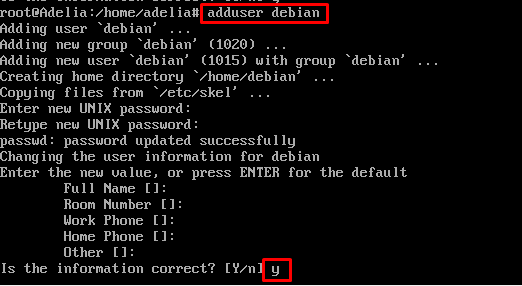 root@Adelia:/home/adelia# adduser debian
Adding user `debian' ...
Adding new group `debian' (1020) ...
Adding new user `debian' (1015) with group `debian' ...
Creating home directory `/home/debian' ...
Copying files from `/etc/skel' ...
Enter new UNIX password:
Retype new UNIX password:
passwd: password updated successfully
Changing the user information for debian
Enter the new value, or press ENTER for the default
Full Name []:
Room Number []:
Work Phone []:
Home Phone []:
Other []:
Is the information correct? [Y/n] y